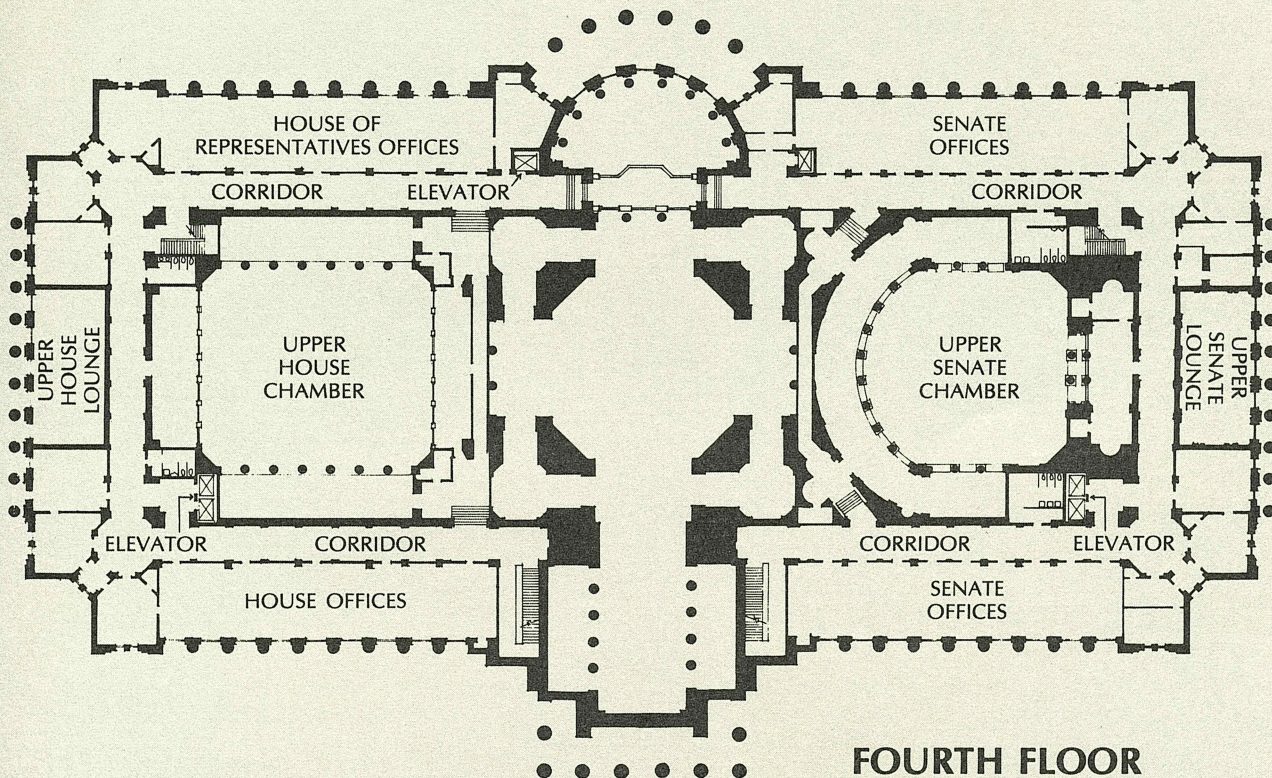 HOUSE OF
REPRESENTATIVES OFFICES
SENATE
OFFICES
CORRIDOR
ELEVATOR
CORRIDOR
UPPER
HOUSE
LOUNGE
UPPER
HOUSE
CHAMBER
UPPER
SENATE
CHAMBER
UPPER
SENATE
LOUNGE
ELEVATOR
CORRIDOR
CORRIDOR
ELEVATOR
HOUSE OFFICES
SENATE
OFFICES
FOURTH FLOOR